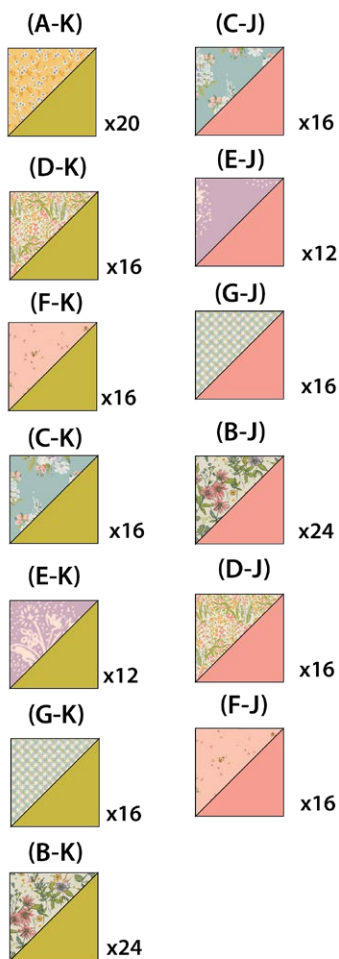 (A-K)
x20
(D-K)
x16
(F-K)
x16
(C-K)
x16
(E-K)
x12
(G-K)
x16
(B-K)
x24
(C-J)
x16
(E-J)
x12
(G-J)
x16
(B-J)
x24
(D-J)
x16
(F-J)
x16